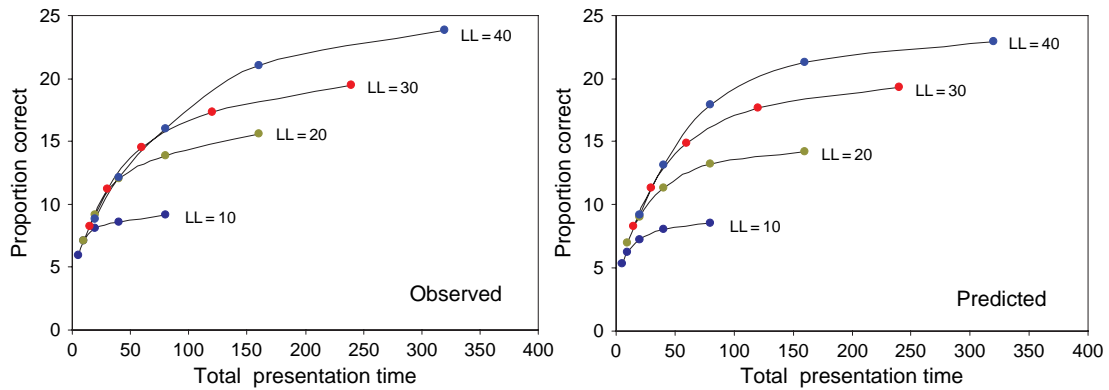 25
20
15
10
5
0
Proportion correct
LL = 40
LL = 30
LL = 20
LL = 10
Observed
0 50 100 150 200 250 300 350 400
Total presentation time
25
20
15
10
5
0
Proportion correct
LL = 40
LL = 30
LL = 20
LL = 10
Predicted
0 50 100 150 200 250 300 350 400
Total presentation time